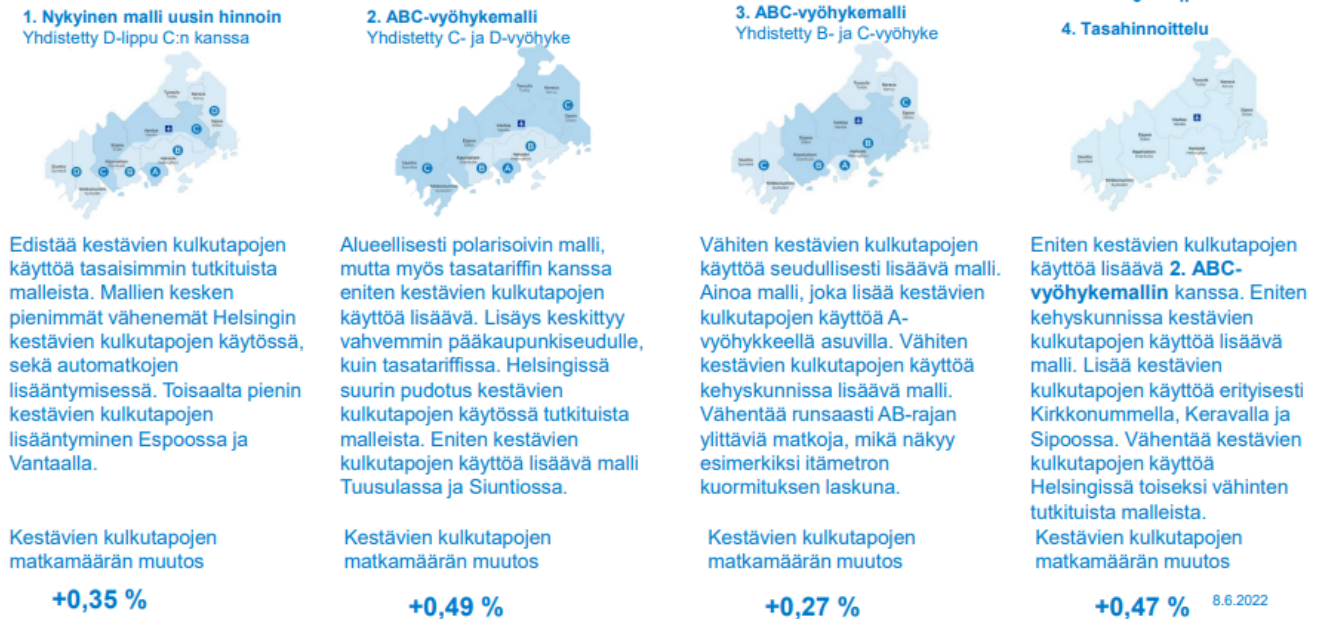 1. Nykyinen malli uusin hinnoin
Yhdistetty D-lippu C:n kanssa
D
C
B
D
C
B
A
Edistää kestävien kulkutapojen
käyttöä tasaisimmin tutkituista
malleista. Mallien kesken
pienimmät vähenemät Helsingin
kestävien kulkutapojen käytössä,
sekä automatkojen
lisääntymisessä. Toisaalta pienin
kestävien kulkutapojen
lisääntyminen Espoossa ja
Vantaalla.
Kestävien kulkutapojen
matkamäärän muutos
+0,35 %
2. ABC-vyöhykemalli
Yhdistetty C- ja D-vyöhyke
C
B
C
B
A
Alueellisesti polarisoivin malli,
mutta myös tasatariffin kanssa
eniten kestävien kulkutapojen
käyttöä lisäävä. Lisäys keskittyy
vahvemmin pääkaupunkiseudulle,
kuin tasatariffissa. Helsingissä
suurin pudotus kestävien
kulkutapojen käytössä tutkituista
malleista. Eniten kestävien
kulkutapojen käyttöä lisäävä malli
Tuusulassa ja Siuntiossa.
Kestävien kulkutapojen
matkamäärän muutos
+0,49 %
3. ABC-vyöhykemalli
Yhdistetty B- ja C-vyöhyke
C
B
C
B
A
Vähiten kestävien kulkutapojen
käyttöä seudullisesti lisäävä malli.
Ainoa malli, joka lisää kestävien
kulkutapojen käyttöä A-
vyöhykkeellä asuvilla. Vähiten
kestävien kulkutapojen käyttöä
kehyskunnissa lisäävä malli.
Vähentää runsaasti AB-rajan
ylittäviä matkoja, mikä näkyy
esimerkiksi itämetron
kuormituksen laskuna.
Kestävien kulkutapojen
matkamäärän muutos
+0,27 %
4. Tasahinnoittelu
Eniten kestävien kulkutapojen
käyttöä lisäävä 2. ABC-
vyöhykemallin kanssa. Eniten
kehyskunnissa kestävien
kulkutapojen käyttöä lisäävä
malli. Lisää kestävien
kulkutapojen käyttöä erityisesti
Kirkkonummella, Keravalla ja
Sipoossa. Vähentää kestävien
kulkutapojen käyttöä
Helsingissä toiseksi vähinten
tutkituista malleista.
Kestävien kulkutapojen
matkamäärän muutos
+0,47 %
8.6.2022